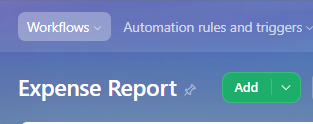 Workflows Automation rules and triggers
Expense Report Add